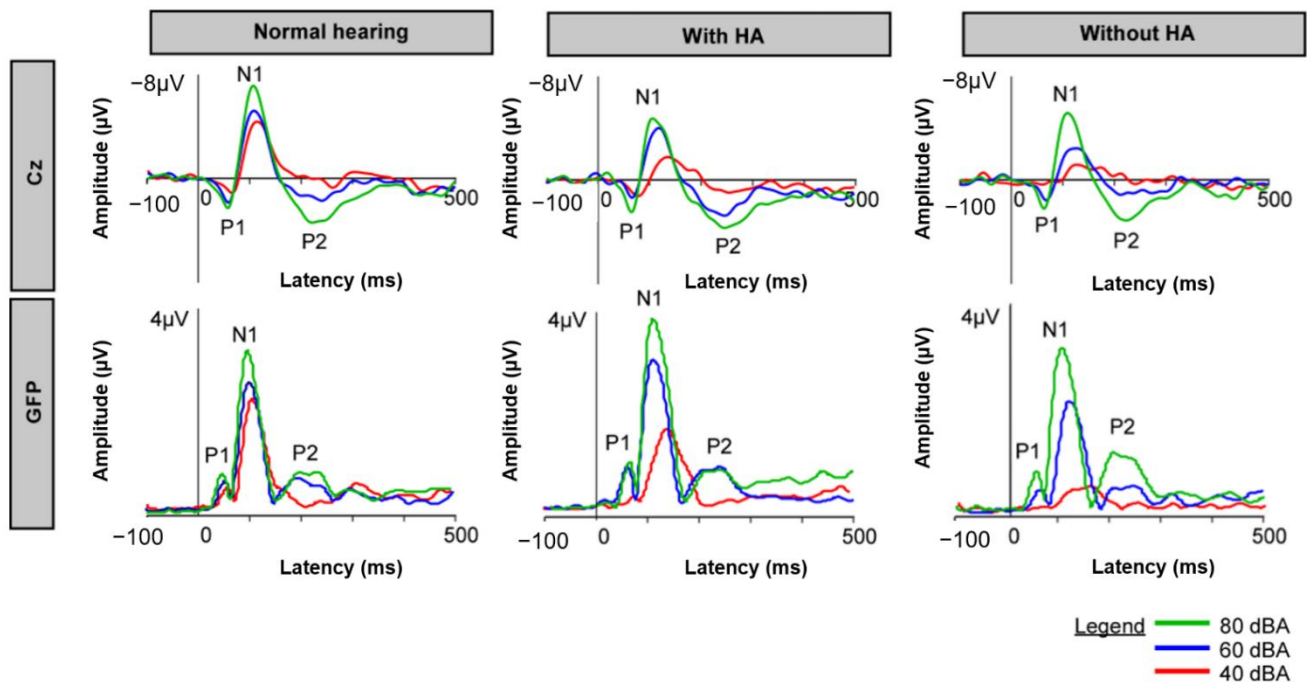 Normal hearing
With HA
Without HA
Cz
Amplitude (µV)
−8µV
N1
−100
0
500
P1
P2
Latency (ms)
Amplitude (µV)
−8µV
N1
−100
0
500
P1
P2
Latency (ms)
Amplitude (µV)
−8µV
N1
−100
0
500
P1
P2
Latency (ms)
GFP
Amplitude (µV)
4µV
N1
P1
P2
−100
0
500
Latency (ms)
Amplitude (µV)
4µV
N1
P1
P2
−100
0
500
Latency (ms)
Amplitude (µV)
4µV
N1
P1
P2
−100
0
500
Latency (ms)
Legend
80 dBA
60 dBA
40 dBA